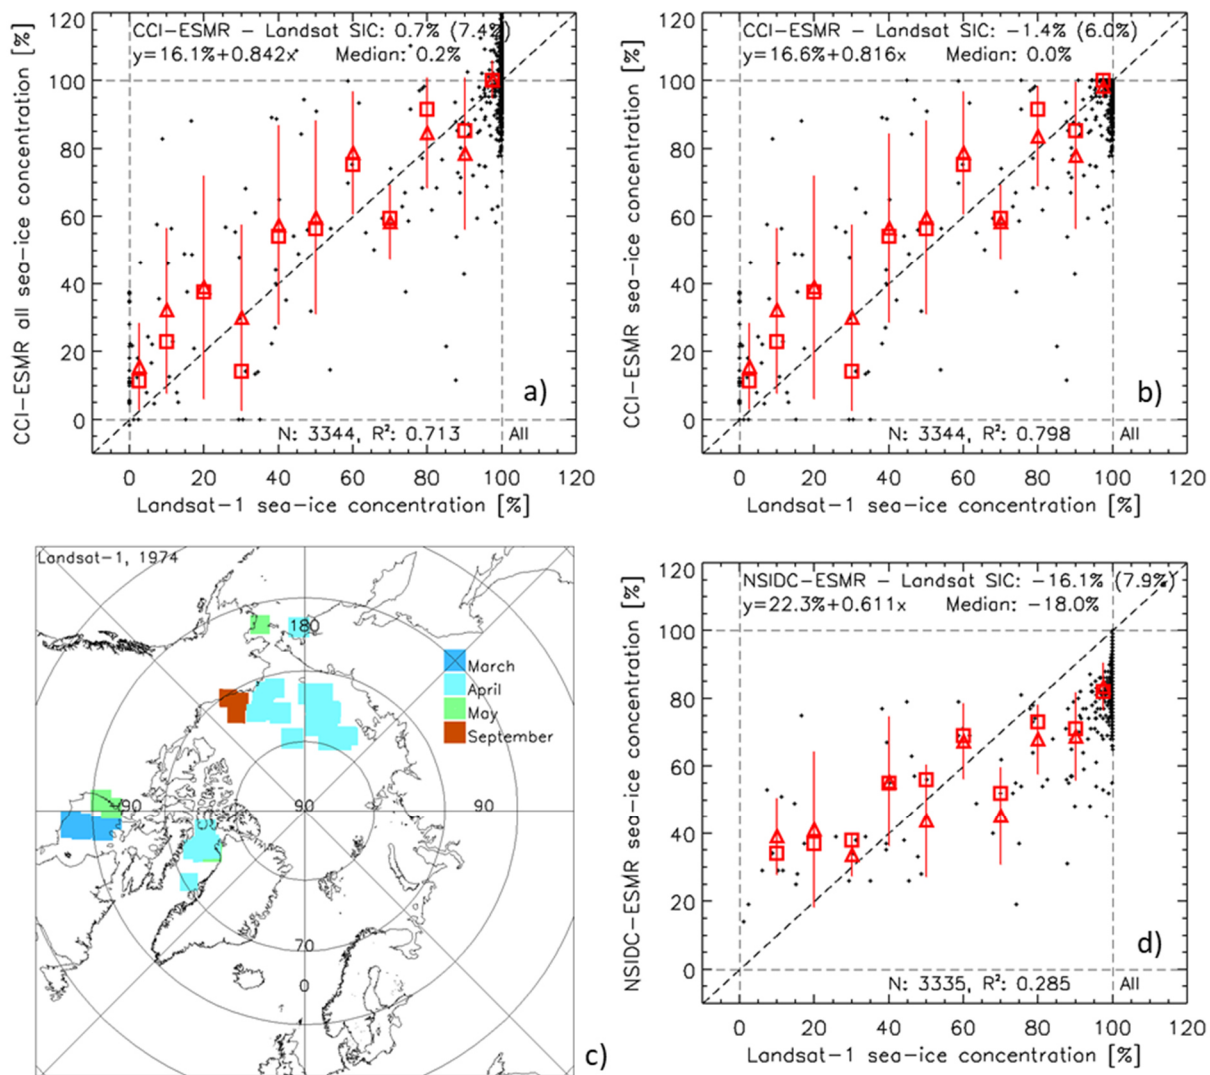 CCI-ESMR all sea-ice concentration [%]
120
100
80
60
40
20
0
CCI-ESMR - Landsat SIC: 0.7% (7.4%)
y=16.1%+0.842x Median: 0.2%
a)
N: 3344, R²: 0.713 All
0 20 40 60 80 100 120
Landsat-1 sea-ice concentration [%]
CCI-ESMR sea-ice concentration [%]
120
100
80
60
40
20
0
CCI-ESMR - Landsat SIC: -1.4% (6.0%)
y=16.6%+0.816x Median: 0.0%
b)
N: 3344, R²: 0.798 All
0 20 40 60 80 100 120
Landsat-1 sea-ice concentration [%]
Landsat-1, 1974
180
March
April
May
September
-90 90 90
70
0
c)
NSIDC-ESMR sea-ice concentration [%]
120
100
80
60
40
20
0
NSIDC-ESMR - Landsat SIC: -16.1% (7.9%)
y=22.3%+0.611x Median: -18.0%
d)
N: 3335, R²: 0.285 All
0 20 40 60 80 100 120
Landsat-1 sea-ice concentration [%]